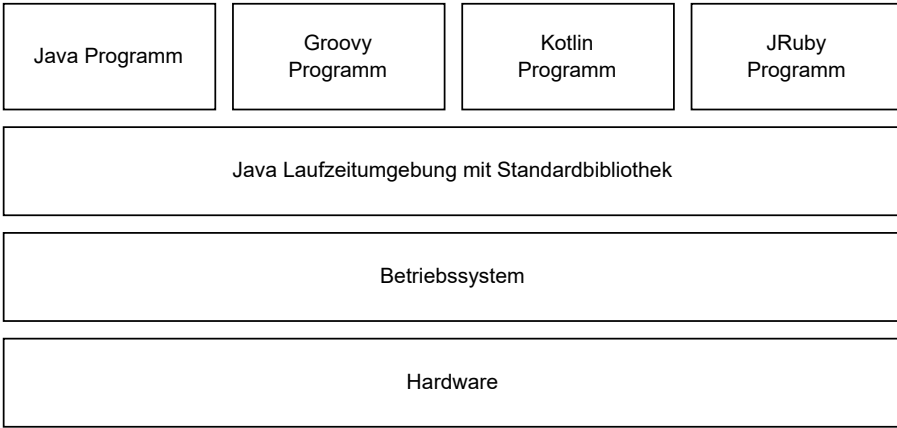 Java Programm
Groovy
Programm
Kotlin
Programm
JRuby
Programm
Java Laufzeitumgebung mit Standardbibliothek
Betriebssystem
Hardware